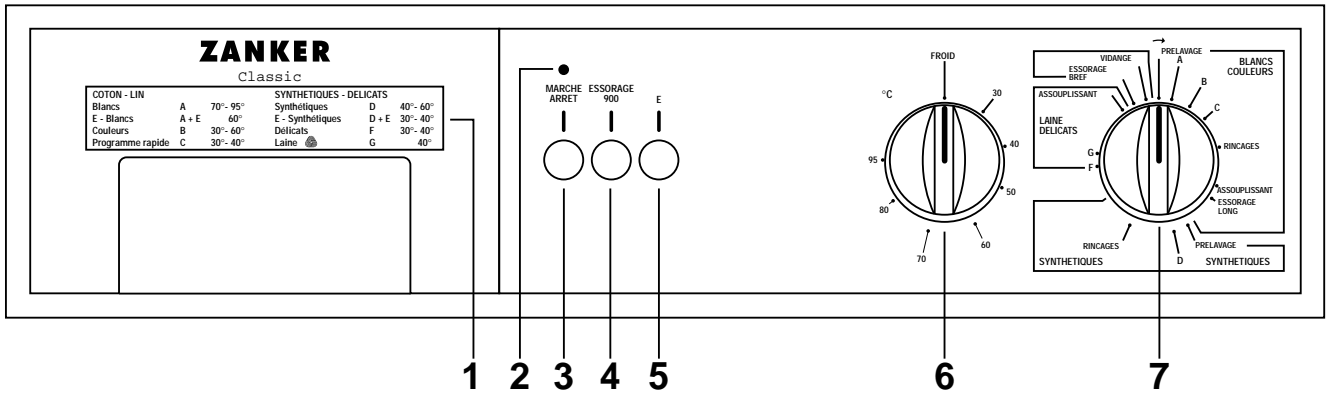 ZANKER
Classic
COTON - LIN
Blancs A 70°- 95°
E - Blancs A + E 60°
Couleurs B 30°- 60°
Programme rapide C 30°- 40°
SYNTHETIQUES - DELICATS
Synthétiques D 40°- 60°
E - Synthétiques D + E 30°- 40°
Délicats F 30°- 40°
Laine G 40°
MARCHE
ARRET
ESSORAGE
900
E
FROID
°C
30
40
50
60
70
80
95
VIDANGE
ESSORAGE
BREF
ASSOUPLISSANT
LAINE
DELICATS
G
F
PRELAVAGE
A
BLANCS
COULEURS
B
C
RINCAGES
ASSOUPLISSANT
ESSORAGE
LONG
PRELAVAGE
D
SYNTHETIQUES
RINCAGES
SYNTHETIQUES
1
2
3
4
5
6
7